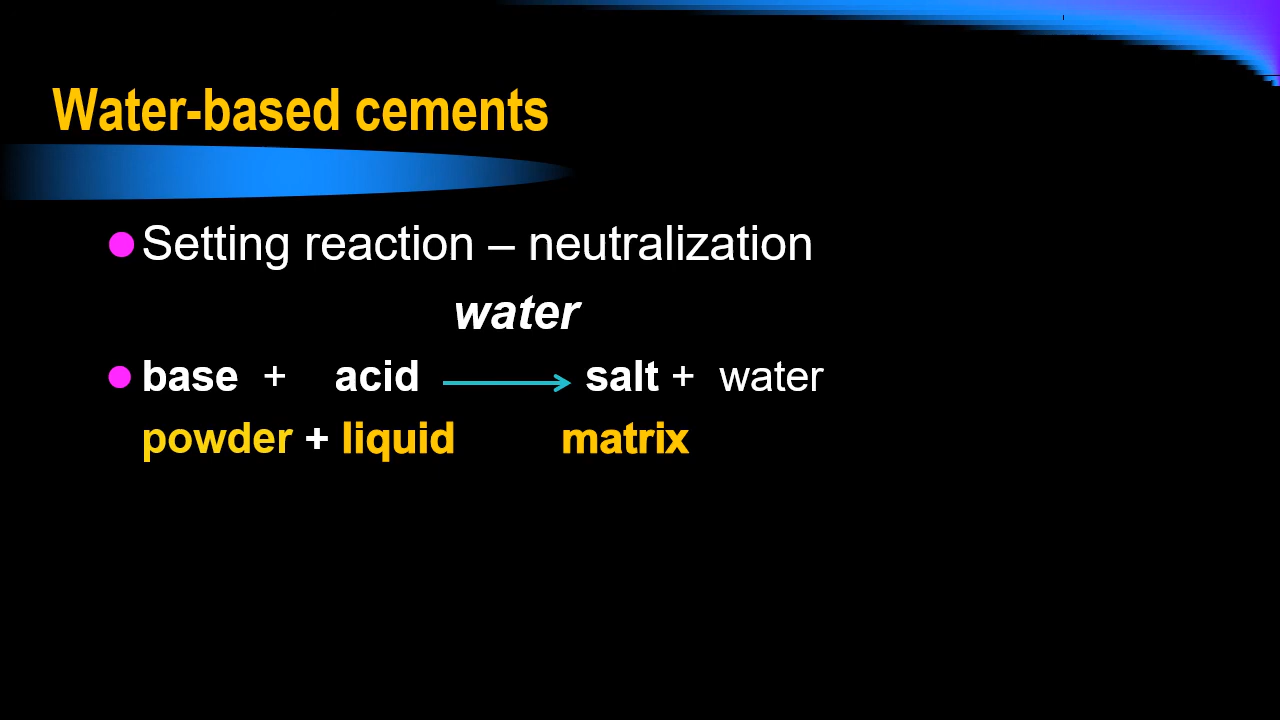 Water-based cements
Setting reaction – neutralization
water
base + acid ⟶ salt + water
powder + liquid matrix